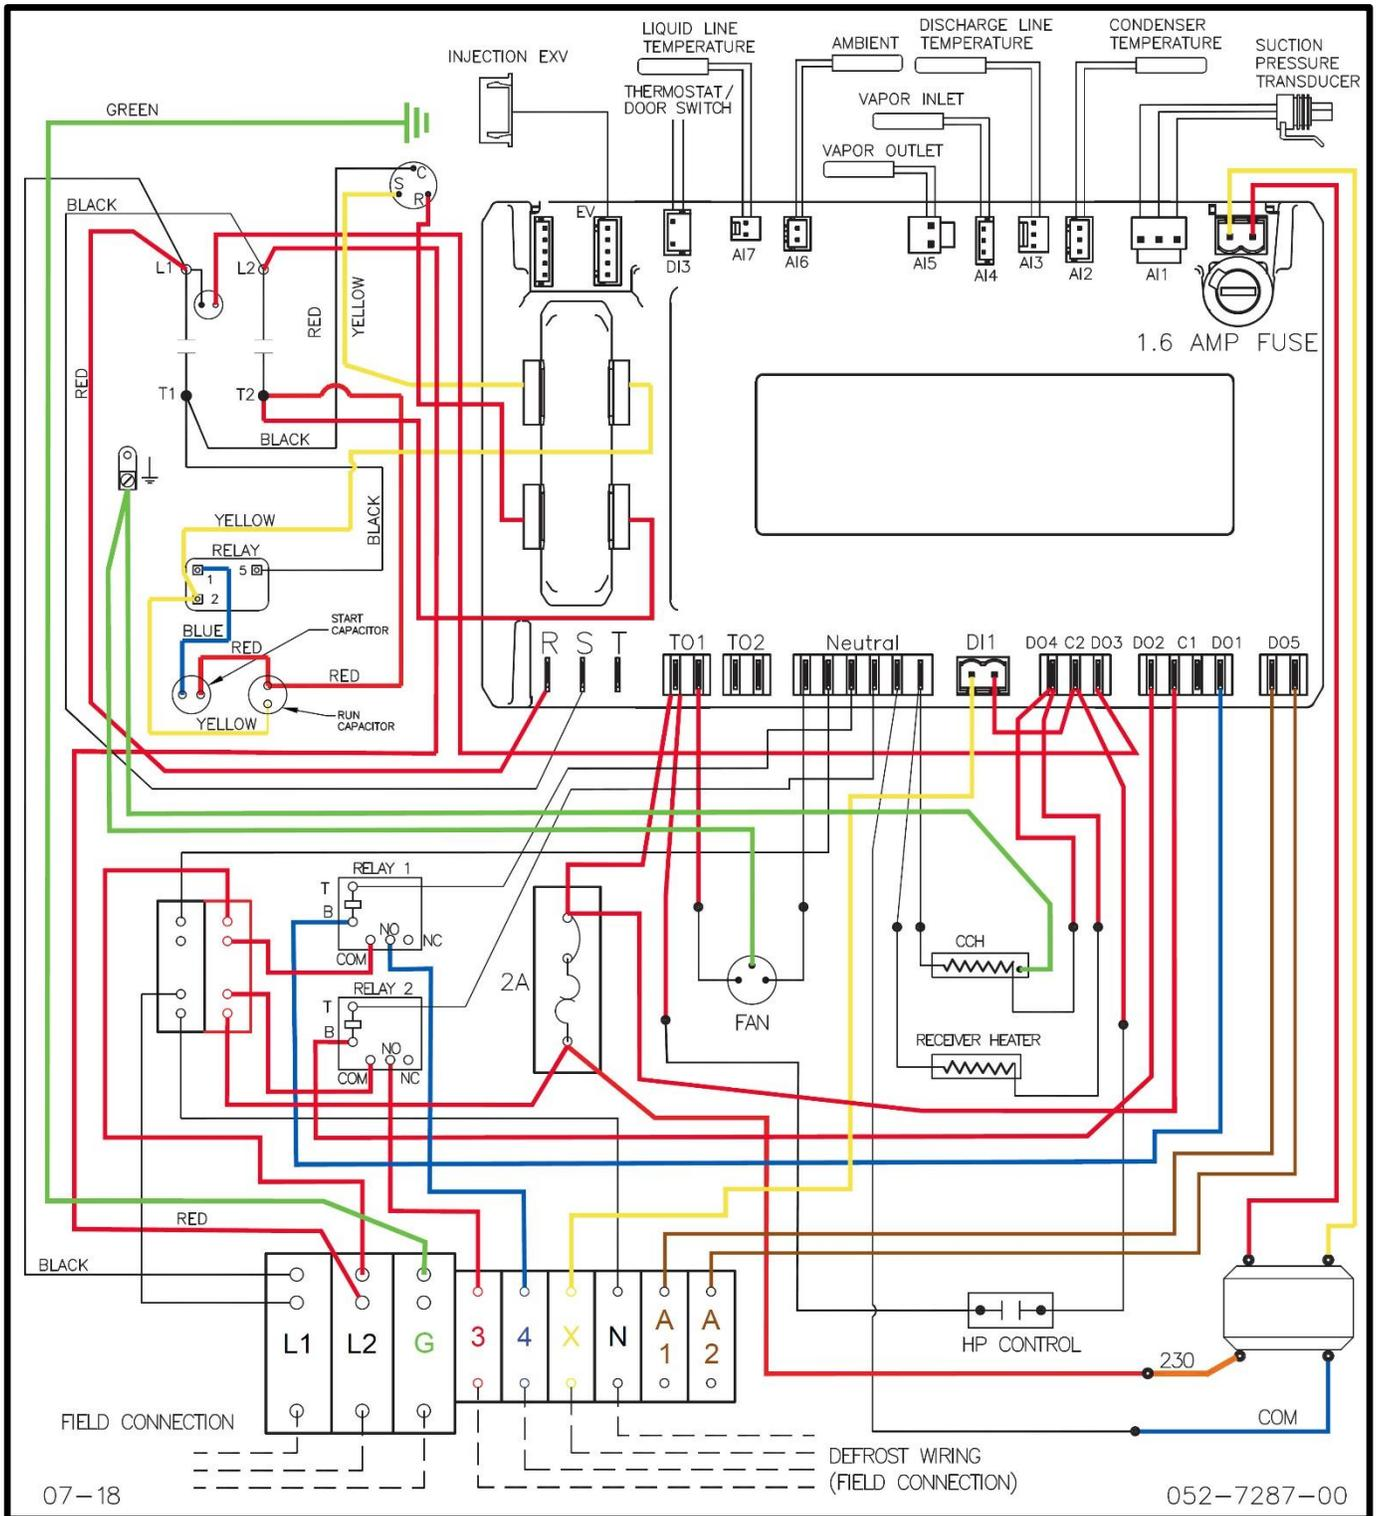 LIQUID LINE
TEMPERATURE
DISCHARGE LINE
TEMPERATURE
CONDENSER
TEMPERATURE
SUCTION
PRESSURE
TRANSDUCER
INJECTION EXV
AMBIENT
THERMOSTAT/
DOOR SWITCH
VAPOR INLET
VAPOR OUTLET
GREEN
C
S
R
BLACK
EV
DI3
AI7
AI6
AI5
AI4
AI3
AI2
AI1
L1
L2
RED
YELLOW
1.6 AMP FUSE
RED
T1
T2
BLACK
BLACK
YELLOW
RELAY
1
5
2
BLUE
START
CAPACITOR
RED
RED
YELLOW
RUN
CAPACITOR
R S T
TO1
TO2
Neutral
DI1
DO4 C2 DO3
DO2 C1 DO1
DO5
RELAY 1
T
B
NO
NC
COM
RELAY 2
T
B
NO
NC
COM
2A
FAN
CCH
RECEIVER HEATER
RED
BLACK
L1
L2
G
3
4
X
N
A
1
A
2
HP CONTROL
230
COM
FIELD CONNECTION
DEFROST WIRING
(FIELD CONNECTION)
07-18
052-7287-00